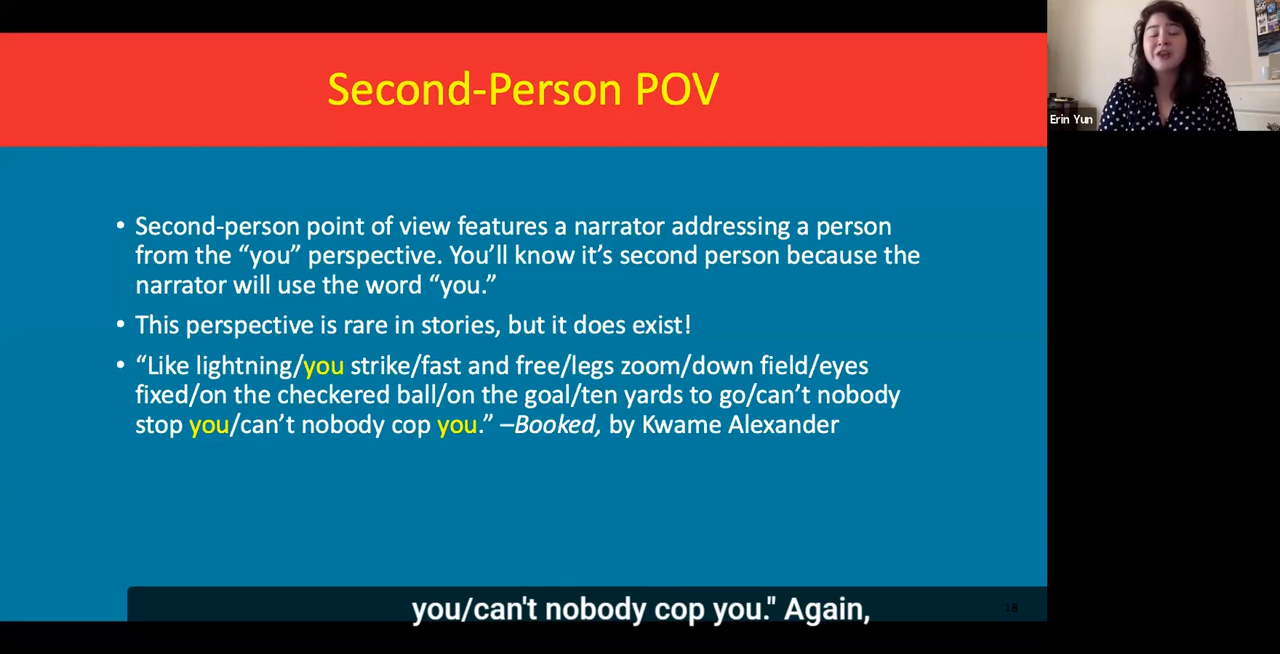 Second-Person POV
Erin Yun
• Second-person point of view features a narrator addressing a person
from the “you” perspective. You’ll know it’s second person because the
narrator will use the word “you.”
• This perspective is rare in stories, but it does exist!
• “Like lightning/you strike/fast and free/legs zoom/down field/eyes
fixed/on the checkered ball/on the goal/ten yards to go/can’t nobody
stop you/can’t nobody cop you.” –Booked, by Kwame Alexander
you/can't nobody cop you." Again,
18